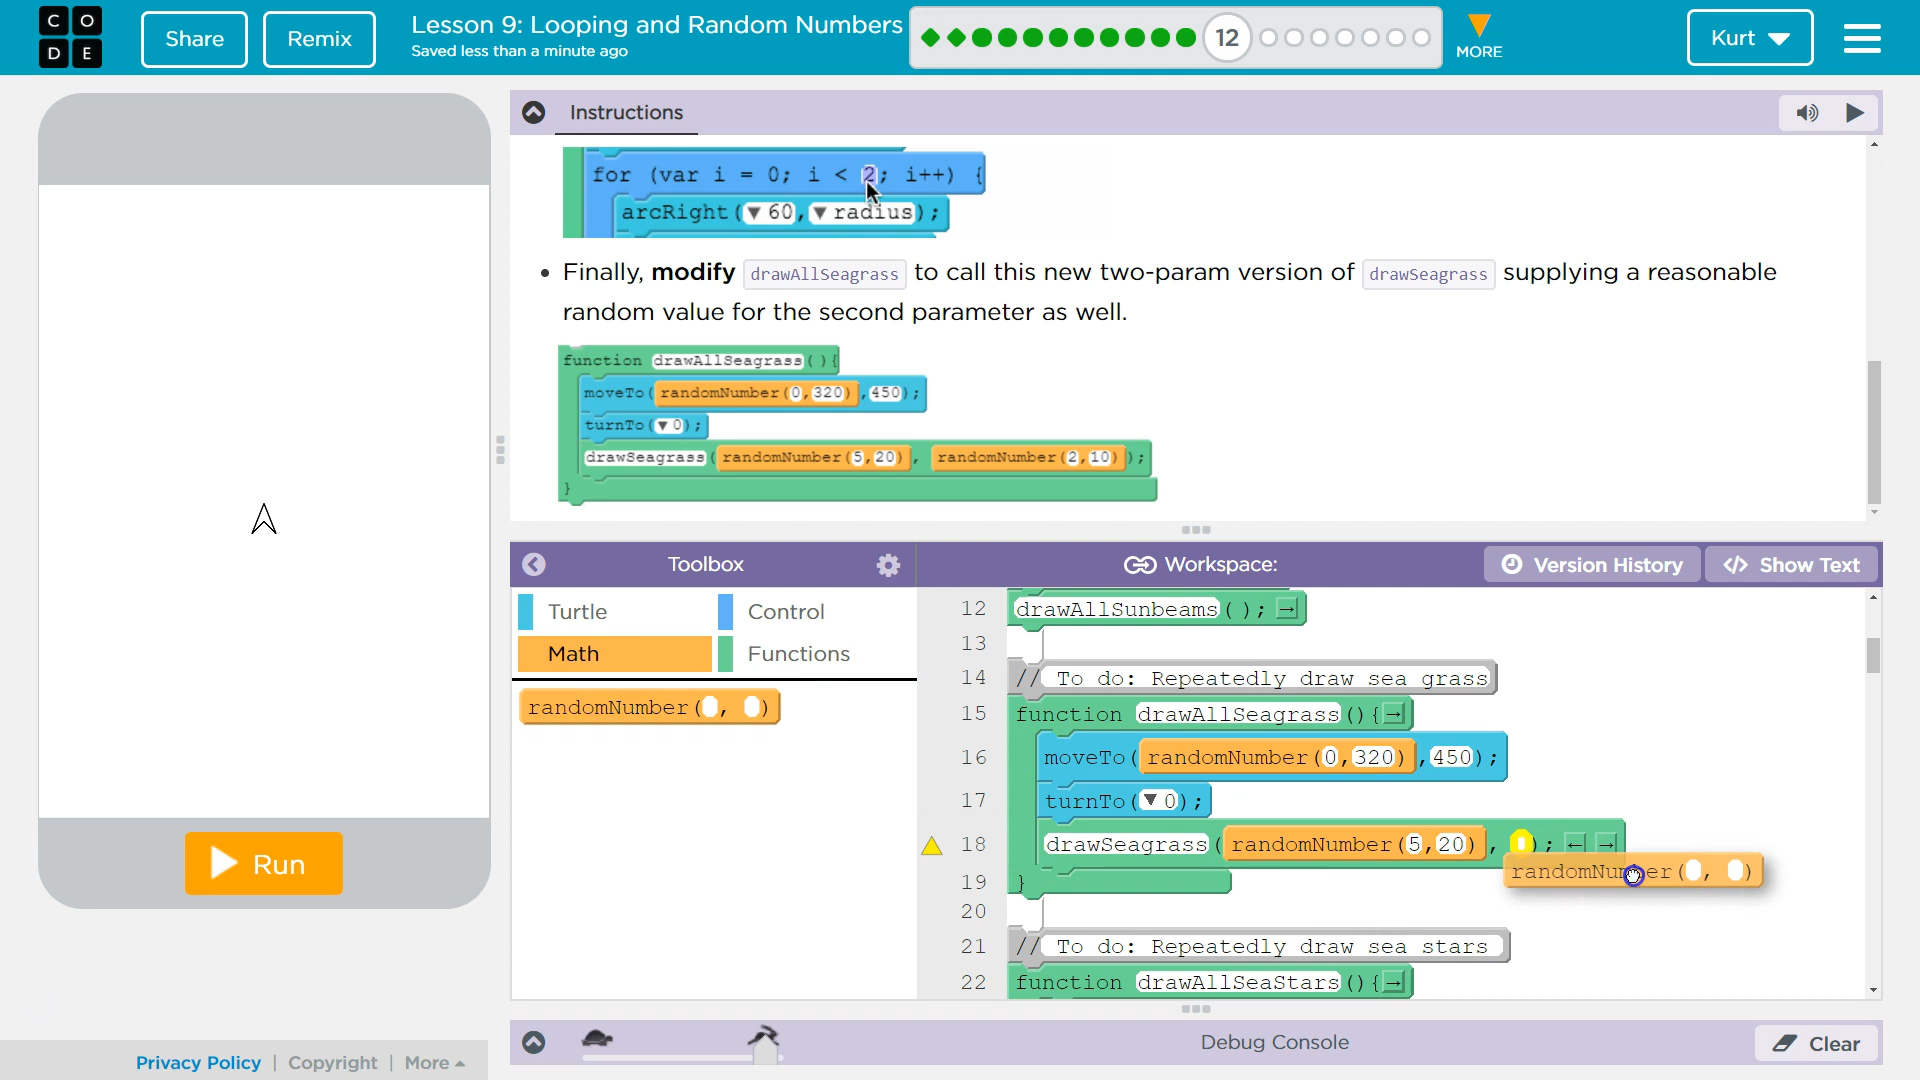 CODE
Share
Remix
Lesson 9: Looping and Random Numbers
Saved less than a minute ago
12
MORE
Kurt
Instructions
for (var i = 0; i < 2; i++) {
arcRight(▼ 60, ▼ radius);
• Finally, modify drawAllSeagrass to call this new two-param version of drawSeagrass supplying a reasonable
random value for the second parameter as well.
function drawAllSeagrass(){
moveTo(randomNumber(0,320),450);
turnTo(▼ 0);
drawSeagrass(randomNumber(5,20), randomNumber(2,10));
}
Run
Toolbox
Turtle
Control
Math
Functions
randomNumber( , )
Workspace:
Version History
</> Show Text
12 drawAllSunbeams(); →
13
14 // To do: Repeatedly draw sea grass
15 function drawAllSeagrass(){→
16 moveTo(randomNumber(0,320),450);
17 turnTo(▼ 0);
18 drawSeagrass(randomNumber(5,20), ); ← →
randomNumber( , )
19 }
20
21 // To do: Repeatedly draw sea stars
22 function drawAllSeaStars(){→
Debug Console
Clear
Privacy Policy | Copyright | More